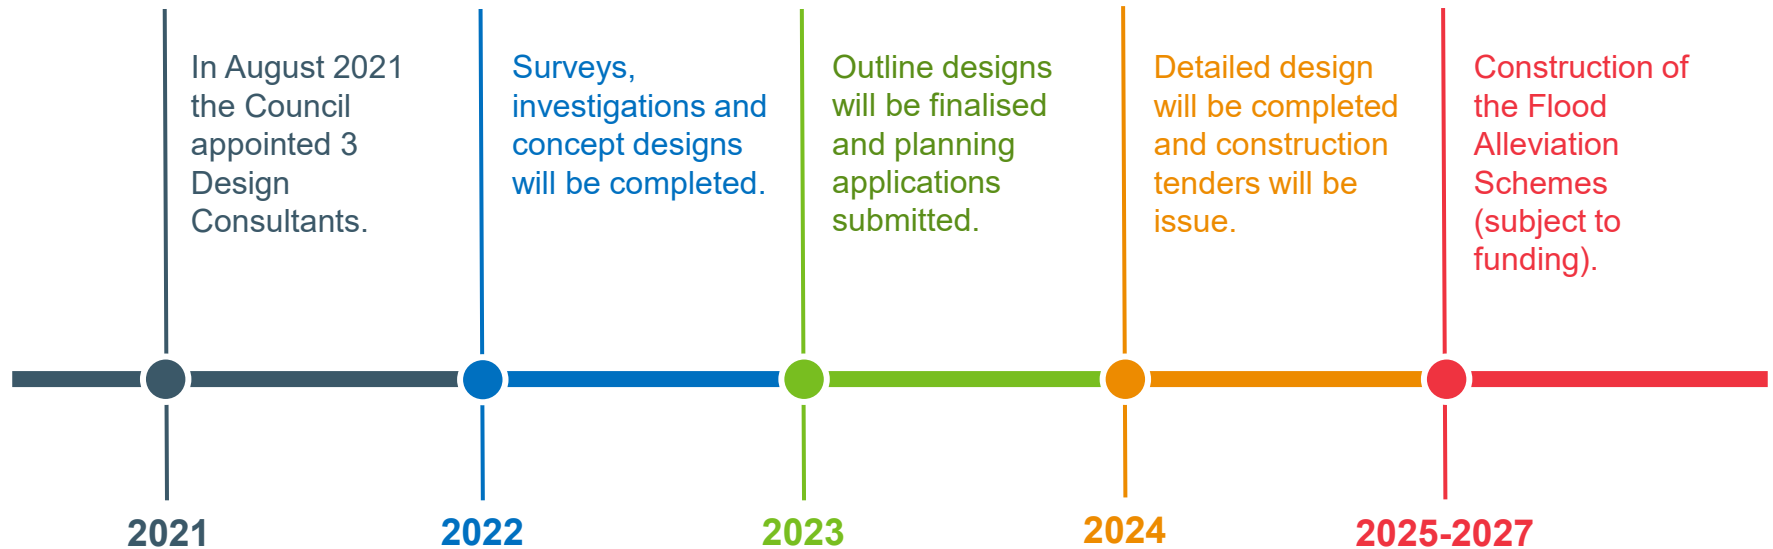 In August 2021
the Council
appointed 3
Design
Consultants.
Surveys,
investigations and
concept designs
will be completed.
Outline designs
will be finalised
and planning
applications
submitted.
Detailed design
will be completed
and construction
tenders will be
issue.
Construction of
the Flood
Alleviation
Schemes
(subject to
funding).
2021
2022
2023
2024
2025-2027